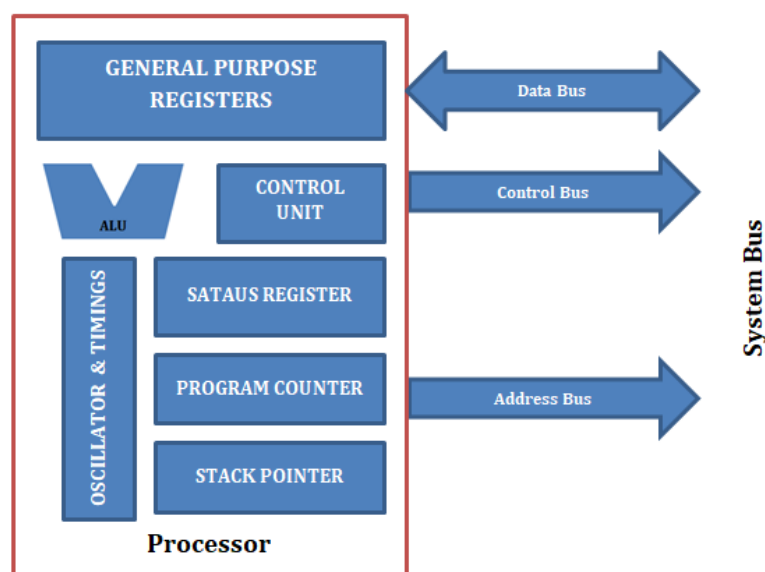 GENERAL PURPOSE
REGISTERS
Data Bus
ALU
CONTROL
UNIT
Control Bus
OSCILLATOR & TIMINGS
SATAUS REGISTER
PROGRAM COUNTER
Address Bus
STACK POINTER
System Bus
Processor